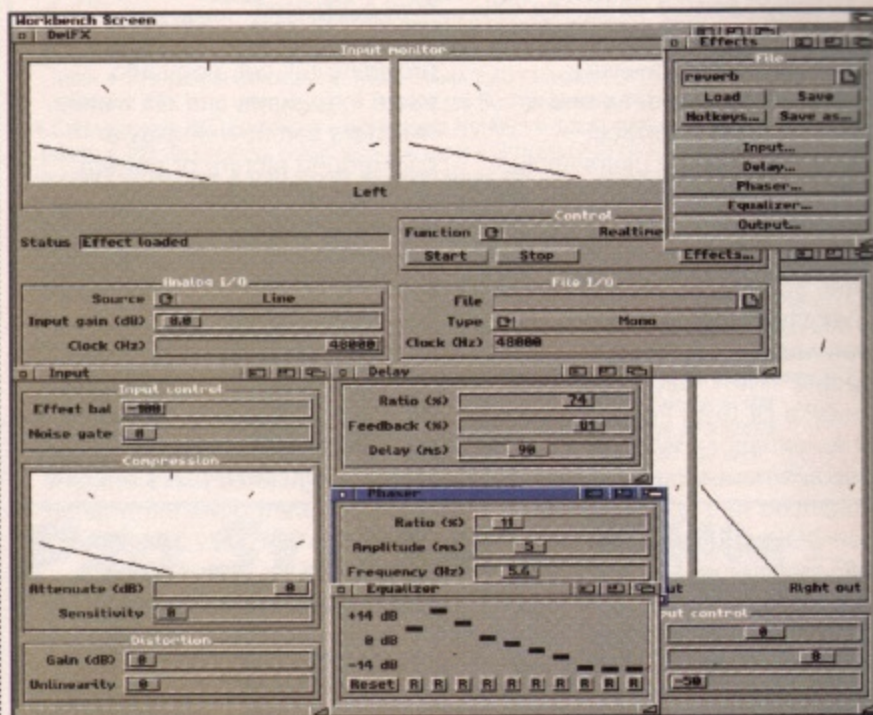 Workbench Screen
DelFX
Input monitor
Left
Status Effect loaded
Control
Function Realtime
Start Stop Effects...
Analog I/O
Source Line
Input gain (dB) 0.0
Clock (Hz) 48000
File I/O
File
Type Mono
Clock (Hz) 48000
Effects
File
reverb
Load Save
Hotkeys... Save as...
Input...
Delay...
Phaser...
Equalizer...
Output...
Input
Input control
Effect bal -100
Noise gate 0
Compression
Attenuate (dB) 0
Sensitivity 0
Distortion
Gain (dB) 0
Unlinearity 0
Delay
Ratio (%) 74
Feedback (%) 81
Delay (ms) 90
Phaser
Ratio (%) 11
Amplitude (ms) 5
Frequency (Hz) 5.6
Equalizer
+14 dB
0 dB
-14 dB
Reset R R R R R R R R R R
ut Right out
put control
0
0
-50